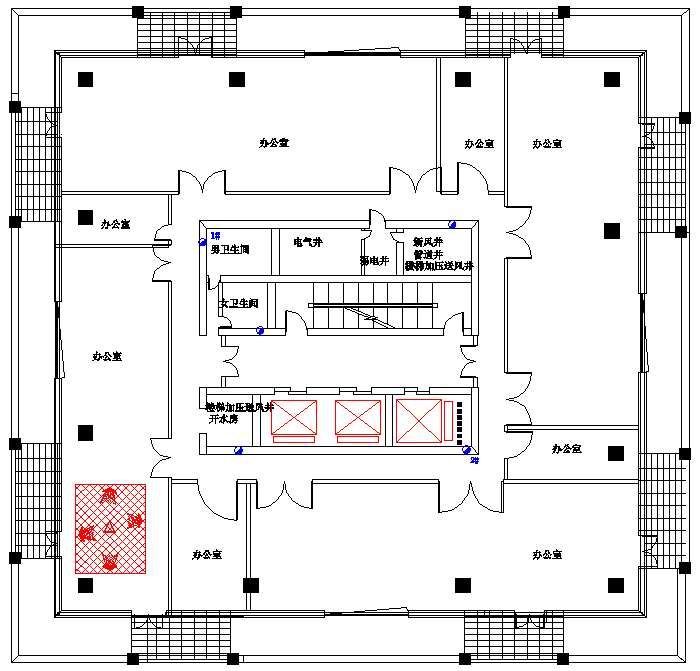 办公室
办公室
办公室
办公室
1#
男卫生间
电气井
弱电井
新风井
管道井
楼梯加压送风井
女卫生间
办公室
楼梯加压送风井
开水房
2#
办公室
办公室
办公室